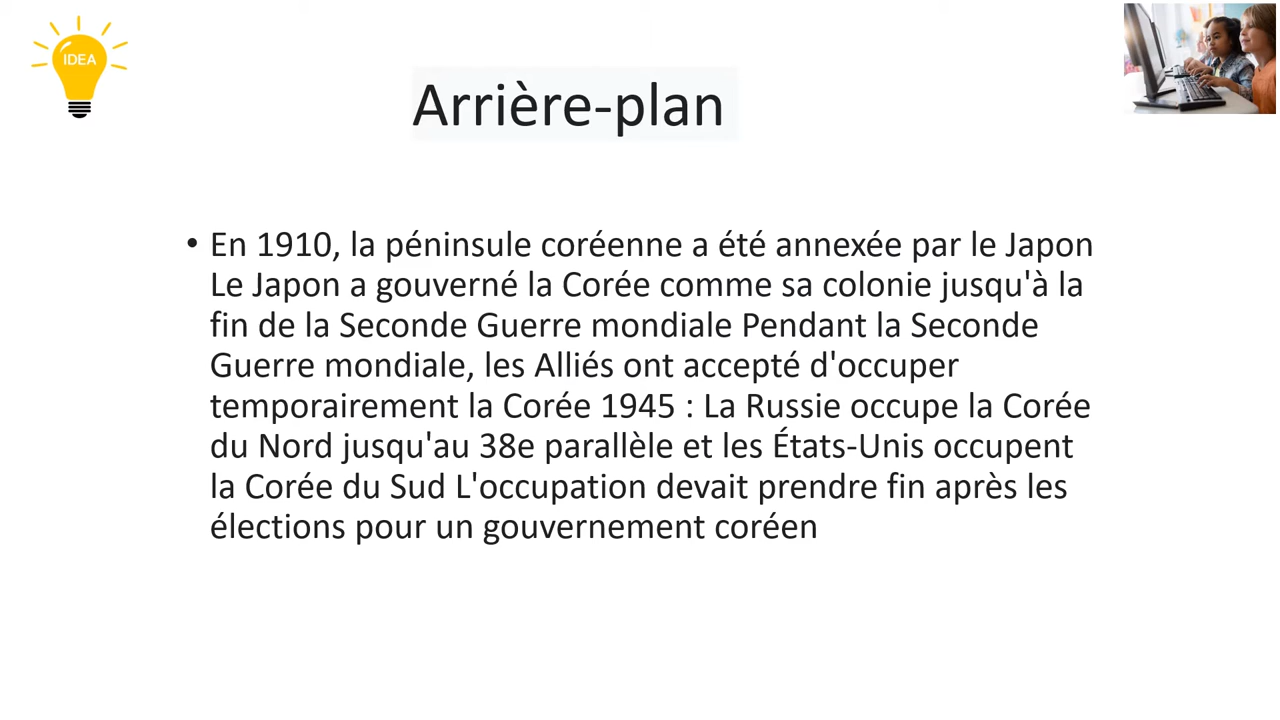 IDEA
Arrière-plan
• En 1910, la péninsule coréenne a été annexée par le Japon
Le Japon a gouverné la Corée comme sa colonie jusqu'à la
fin de la Seconde Guerre mondiale Pendant la Seconde
Guerre mondiale, les Alliés ont accepté d'occuper
temporairement la Corée 1945 : La Russie occupe la Corée
du Nord jusqu'au 38e parallèle et les États-Unis occupent
la Corée du Sud L'occupation devait prendre fin après les
élections pour un gouvernement coréen